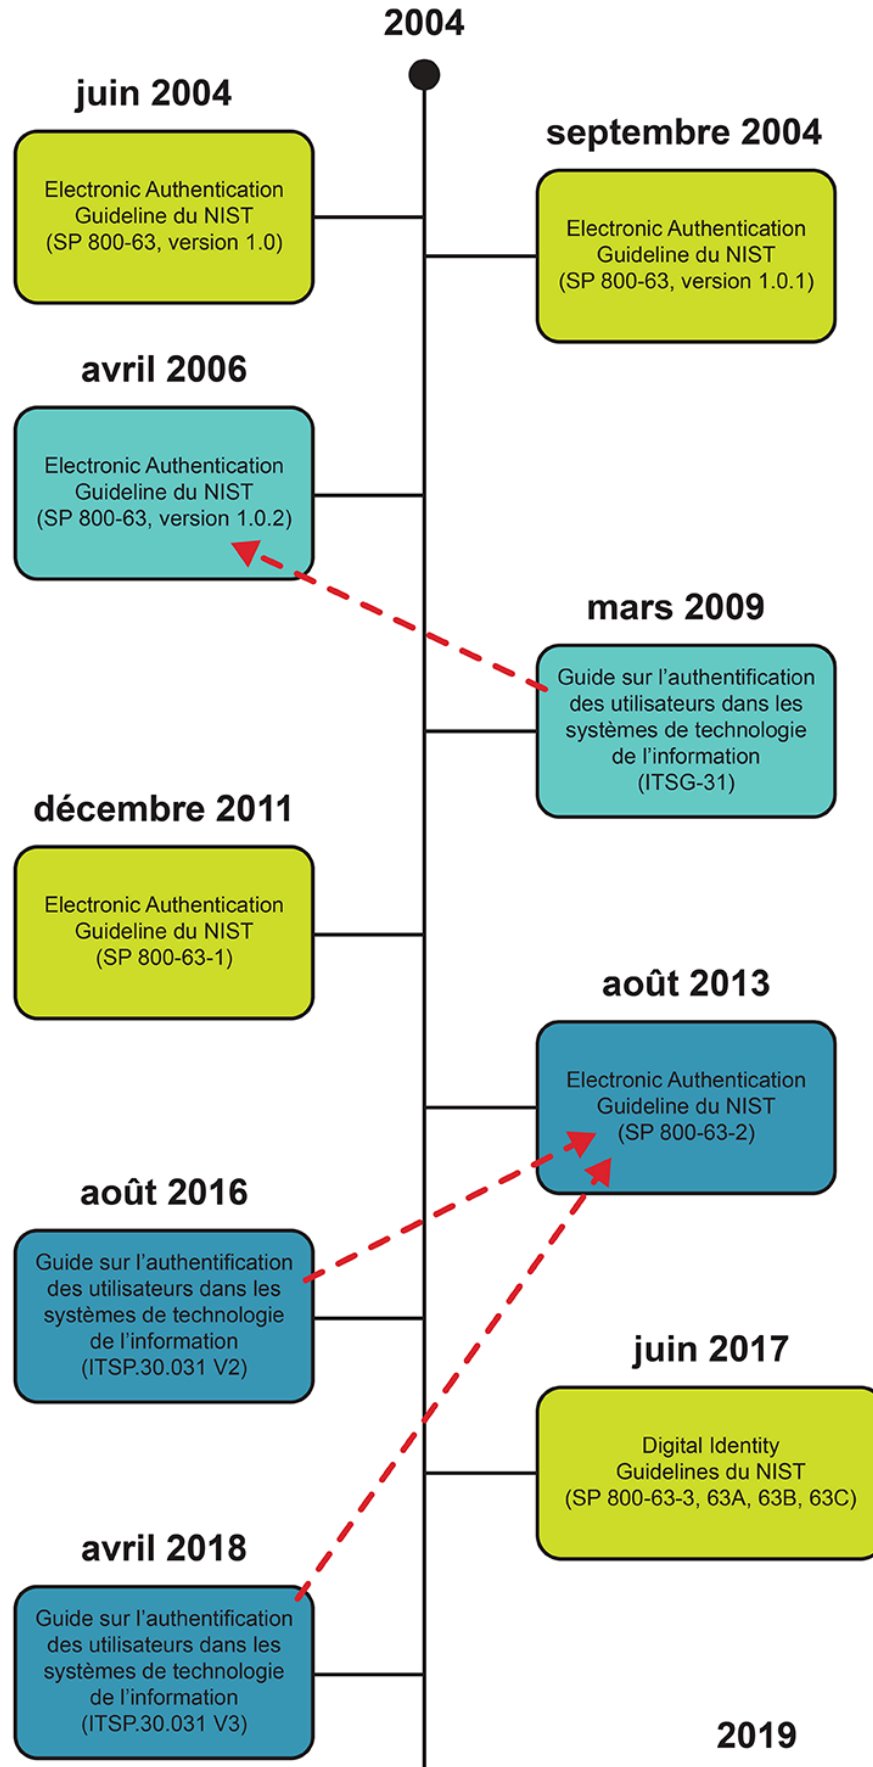 2004
juin 2004
Electronic Authentication
Guideline du NIST
(SP 800-63, version 1.0)
septembre 2004
Electronic Authentication
Guideline du NIST
(SP 800-63, version 1.0.1)
avril 2006
Electronic Authentication
Guideline du NIST
(SP 800-63, version 1.0.2)
mars 2009
Guide sur l’authentification
des utilisateurs dans les
systèmes de technologie
de l’information
(ITSG-31)
décembre 2011
Electronic Authentication
Guideline du NIST
(SP 800-63-1)
août 2013
Electronic Authentication
Guideline du NIST
(SP 800-63-2)
août 2016
Guide sur l’authentification
des utilisateurs dans les
systèmes de technologie
de l’information
(ITSP.30.031 V2)
juin 2017
Digital Identity
Guidelines du NIST
(SP 800-63-3, 63A, 63B, 63C)
avril 2018
Guide sur l’authentification
des utilisateurs dans les
systèmes de technologie
de l’information
(ITSP.30.031 V3)
2019